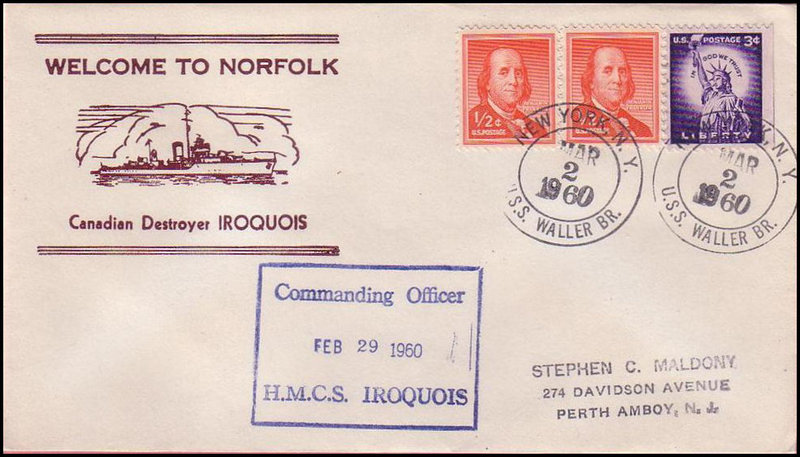 WELCOME TO NORFOLK
Canadian Destroyer IROQUOIS
1/2¢
U.S. POSTAGE
U.S. POSTAGE 3¢
IN GOD WE TRUST
LIBERTY
NEW YORK, N.Y.
MAR
2
1960
U.S.S. WALLER BR.
NEW YORK, N.Y.
MAR
2
1960
U.S.S. WALLER BR.
Commanding Officer
FEB 29 1960
H.M.C.S. IROQUOIS
STEPHEN C. MALDONY
274 DAVIDSON AVENUE
PERTH AMBOY, N. J.